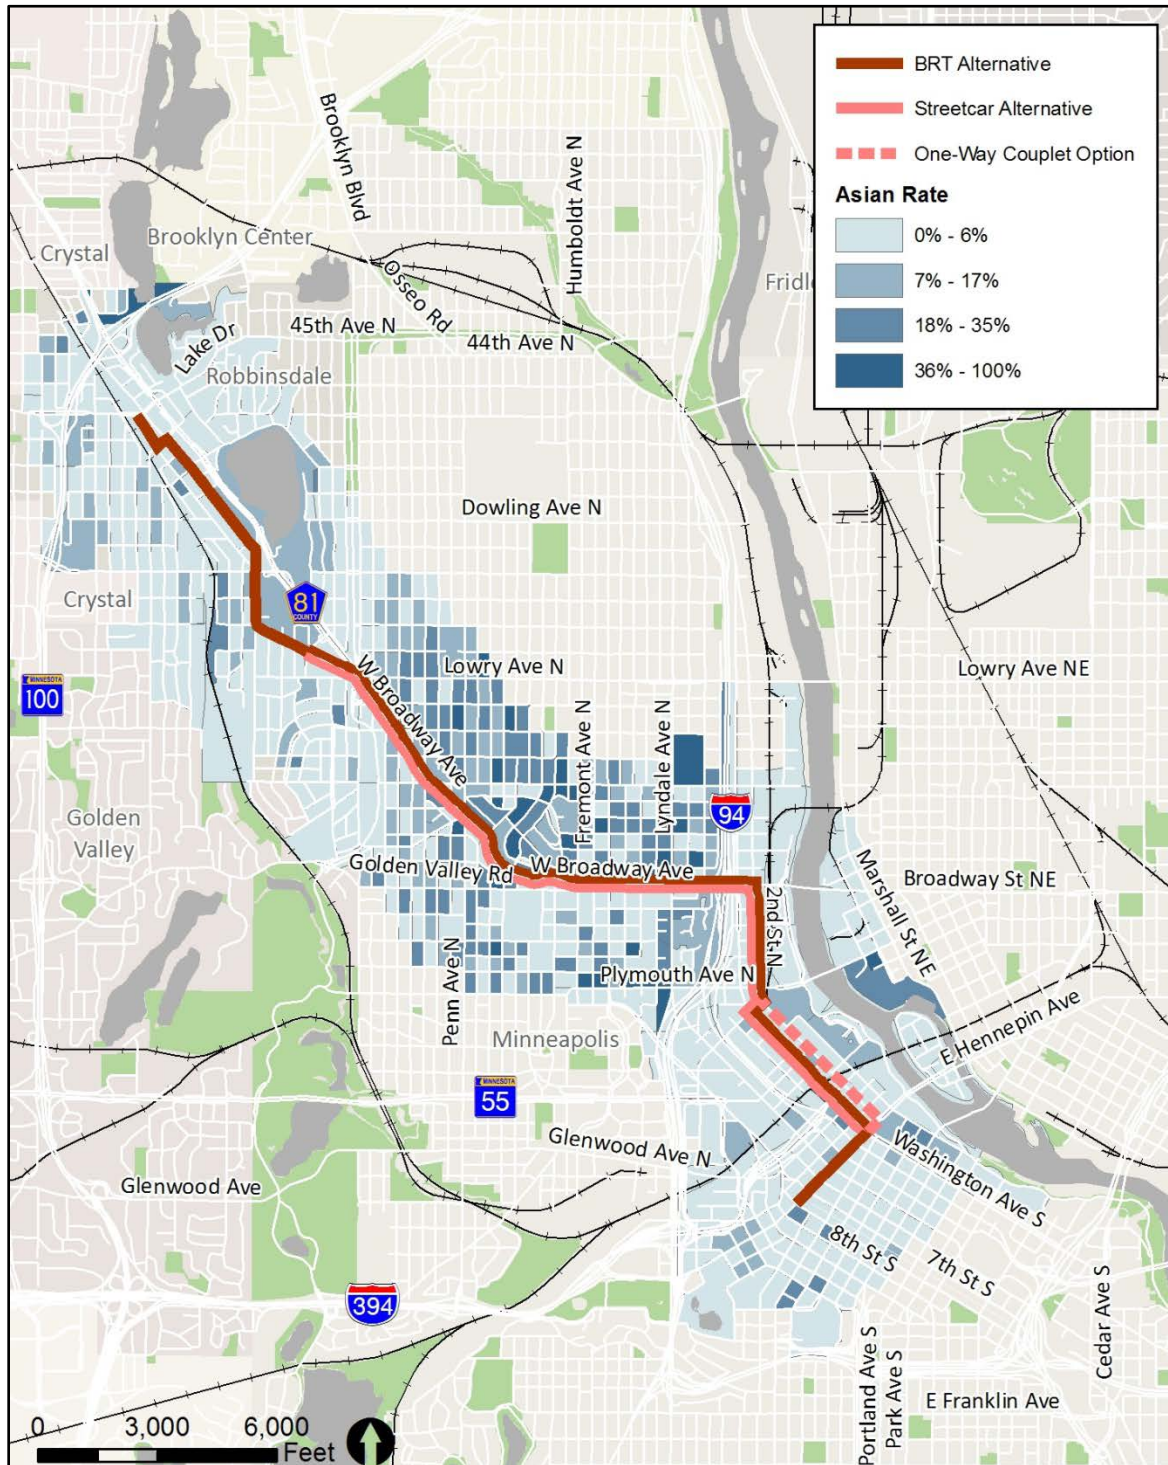 BRT Alternative
Streetcar Alternative
One-Way Couplet Option
Asian Rate
0% - 6%
7% - 17%
18% - 35%
36% - 100%
Brooklyn Blvd
Humboldt Ave N
Crystal
Brooklyn Center
Osseo Rd
Lake Dr
45th Ave N
44th Ave N
Robbinsdale
Dowling Ave N
Crystal
81
COUNTY
MINNESOTA
100
Lowry Ave N
Lowry Ave NE
W Broadway Ave
Fremont Ave N
Lyndale Ave N
94
Golden
Valley
Golden Valley Rd
W Broadway Ave
2nd St N
Marshall St NE
Broadway St NE
Penn Ave N
Plymouth Ave N
Minneapolis
E Hennepin Ave
MINNESOTA
55
Glenwood Ave N
Washington Ave S
Glenwood Ave
8th St S
7th St S
394
Portland Ave S
Park Ave S
Cedar Ave S
E Franklin Ave
0 3,000 6,000
Feet